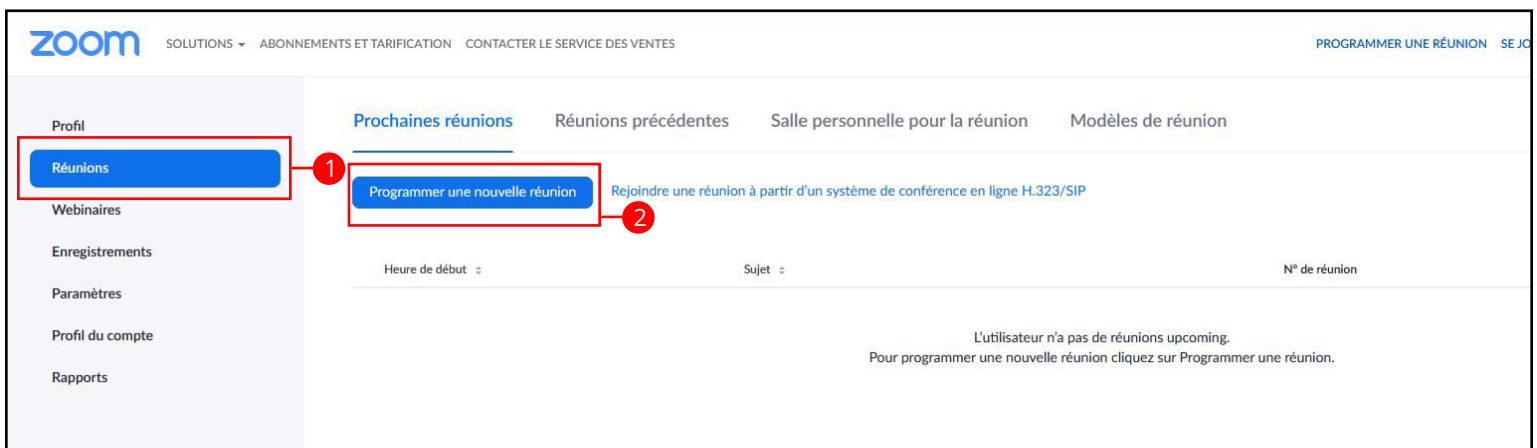 zoom SOLUTIONS ABONNEMENTS ET TARIFICATION CONTACTER LE SERVICE DES VENTES PROGRAMMER UNE RÉUNION SE JO
Profil
Réunions
Webinaires
Enregistrements
Paramètres
Profil du compte
Rapports
1
Prochaines réunions Réunions précédentes Salle personnelle pour la réunion Modèles de réunion
Programmer une nouvelle réunion Rejoindre une réunion à partir d'un système de conférence en ligne H.323/SIP
2
Heure de début Sujet N° de réunion
L'utilisateur n'a pas de réunions upcoming.
Pour programmer une nouvelle réunion cliquez sur Programmer une réunion.